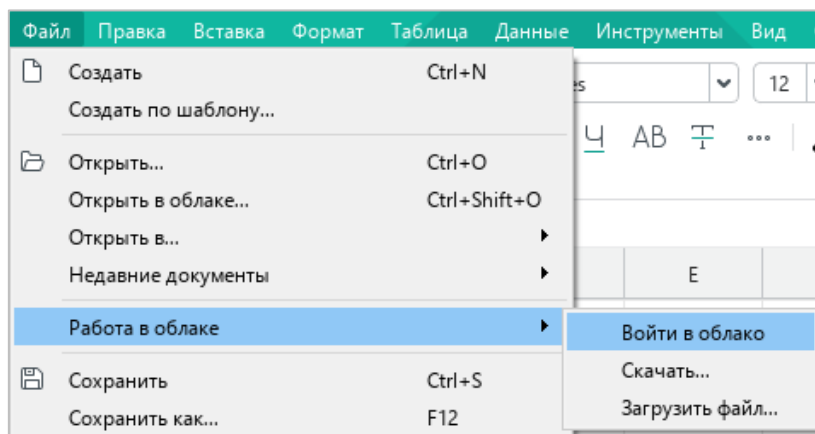 Файл Правка Вставка Формат Таблица Данные Инструменты Вид
Создать Ctrl+N
Создать по шаблону...
12
Ч АВ Т
Открыть... Ctrl+O
Открыть в облаке... Ctrl+Shift+O
Открыть в...
Недавние документы
E
Работа в облаке
Войти в облако
Скачать...
Загрузить файл...
Сохранить Ctrl+S
Сохранить как... F12